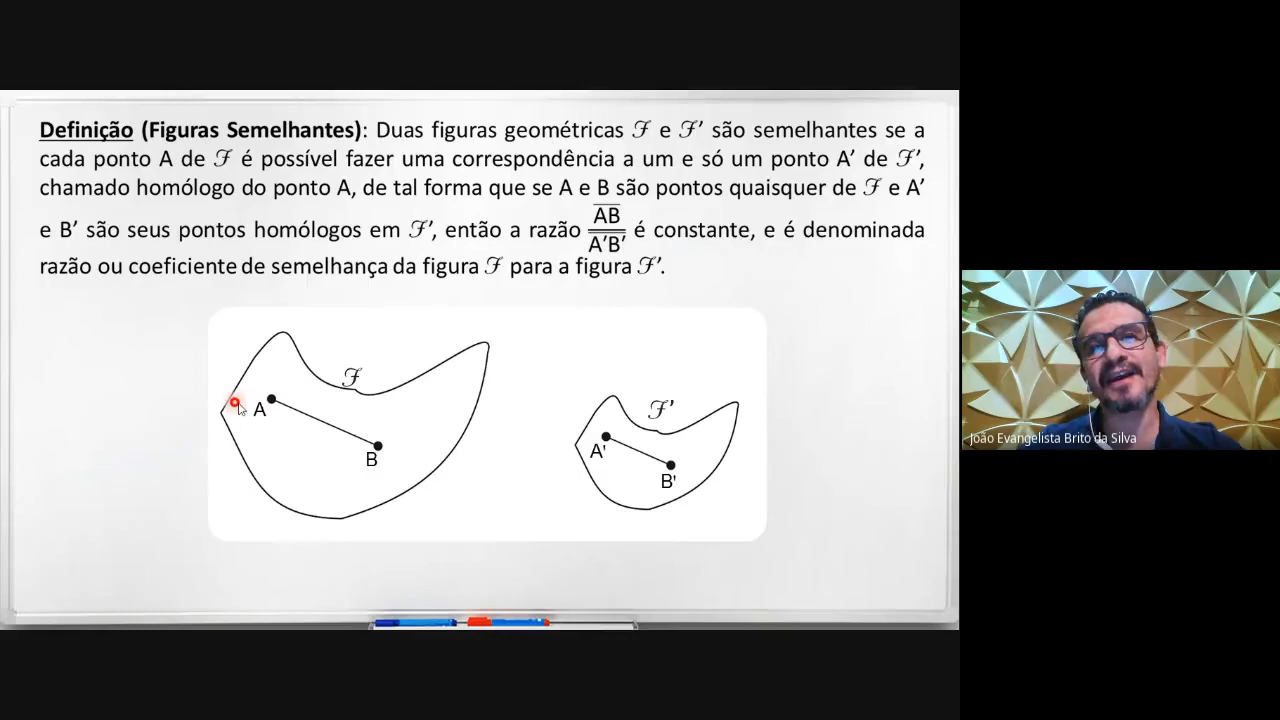 Definição (Figuras Semelhantes): Duas figuras geométricas ℱ e ℱ’ são semelhantes se a
cada ponto A de ℱ é possível fazer uma correspondência a um e só um ponto A’ de ℱ’,
chamado homólogo do ponto A, de tal forma que se A e B são pontos quaisquer de ℱ e A’
e B’ são seus pontos homólogos em ℱ’, então a razão AB/A’B’ é constante, e é denominada
razão ou coeficiente de semelhança da figura ℱ para a figura ℱ’.
ℱ
A
B
ℱ'
A'
B'
João Evangelista Brito da Silva